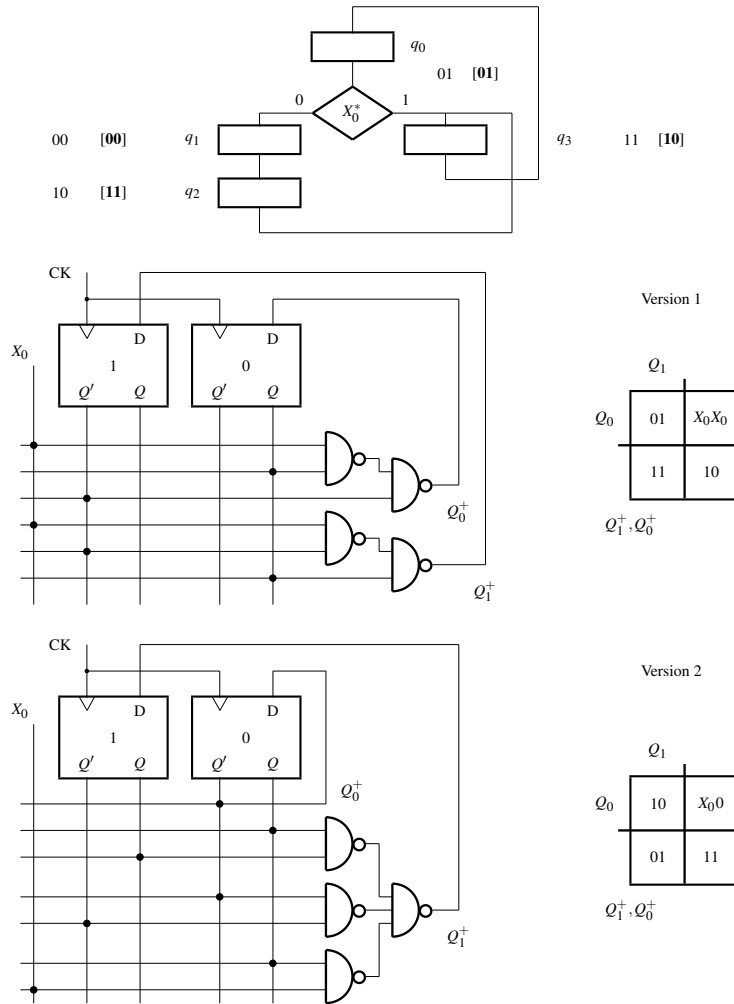 q₀
01 [01]
0 X₀* 1
00 [00] q₁ q₃ 11 [10]
10 [11] q₂
CK
Version 1
D D
X₀ 1 0
Q′ Q Q′ Q
Q₁
Q₀ 01 X₀X₀
11 10
Q₀⁺
Q₁⁺, Q₀⁺
Q₁⁺
CK
Version 2
D D
X₀ 1 0
Q′ Q Q′ Q
Q₁
Q₀⁺
Q₀ 10 X₀0
01 11
Q₁⁺
Q₁⁺, Q₀⁺